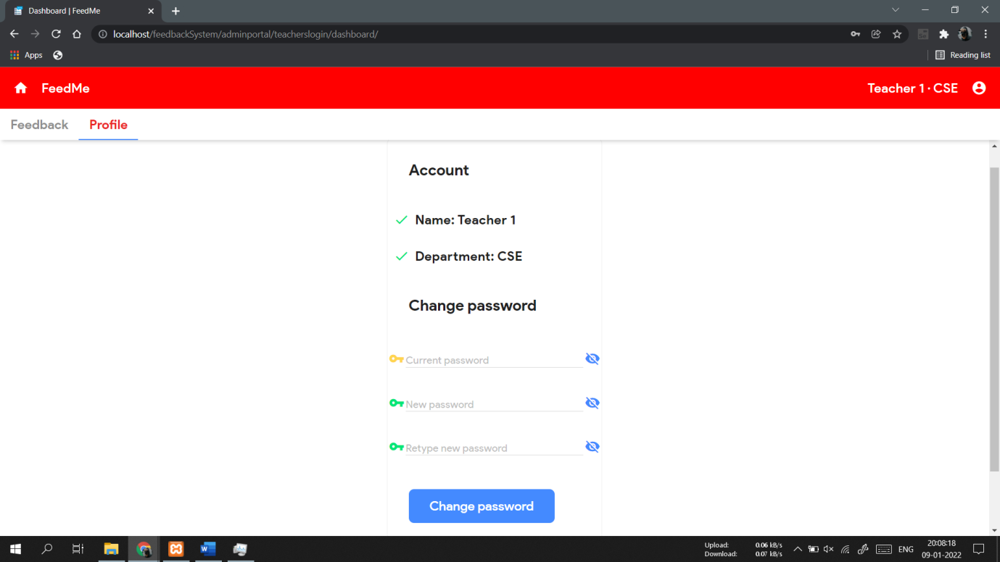 Dashboard | FeedMe
localhost/feedbackSystem/adminportal/teacherslogin/dashboard/
Apps
Reading list
FeedMe
Teacher 1 · CSE
Feedback
Profile
Account
Name: Teacher 1
Department: CSE
Change password
Current password
New password
Retype new password
Change password
Upload: 0.06 kB/s
Download: 0.07 kB/s
ENG
20:08:18
09-01-2022